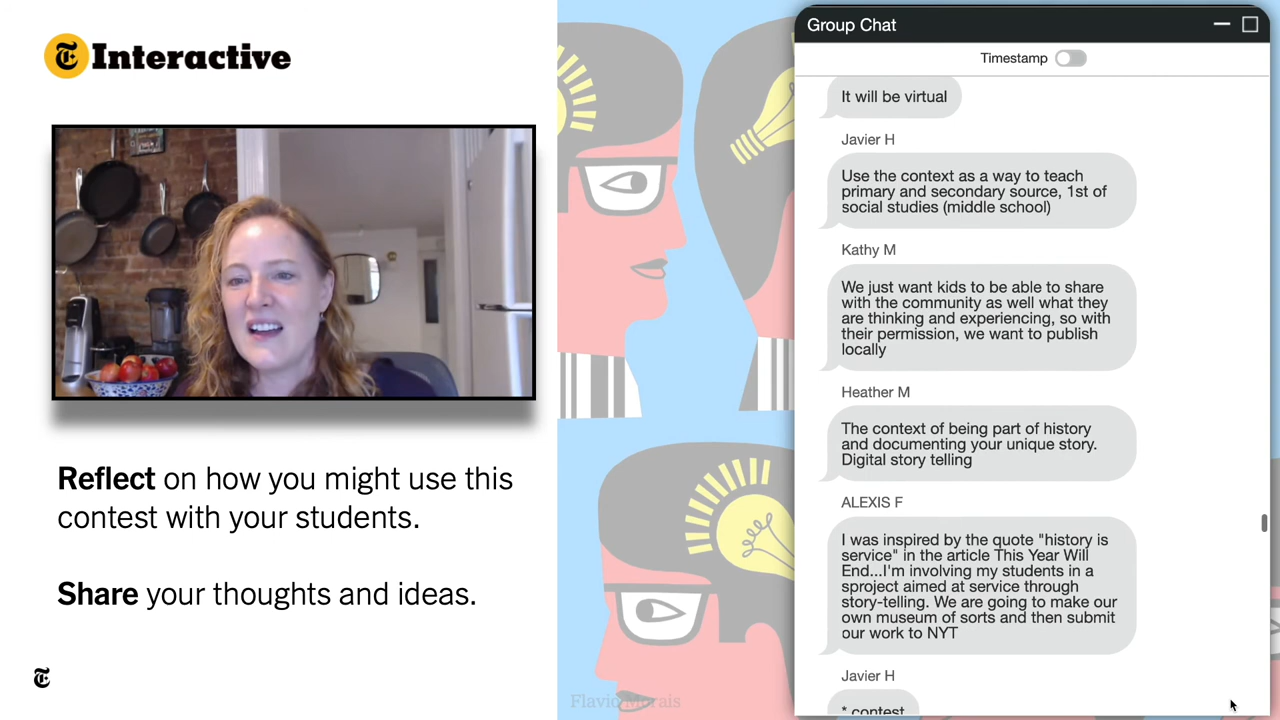 Interactive
Reflect on how you might use this
contest with your students.
Share your thoughts and ideas.
Flavio Morais
Group Chat
Timestamp
It will be virtual
Javier H
Use the context as a way to teach
primary and secondary source, 1st of
social studies (middle school)
Kathy M
We just want kids to be able to share
with the community as well what they
are thinking and experiencing, so with
their permission, we want to publish
locally
Heather M
The context of being part of history
and documenting your unique story.
Digital story telling
ALEXIS F
I was inspired by the quote "history is
service" in the article This Year Will
End...I'm involving my students in a
sproject aimed at service through
story-telling. We are going to make our
own museum of sorts and then submit
our work to NYT
Javier H
* contest